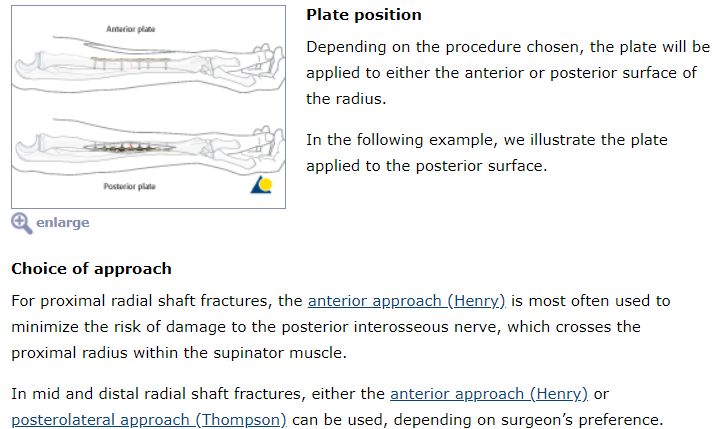 Anterior plate
Posterior plate
enlarge
Plate position
Depending on the procedure chosen, the plate will be
applied to either the anterior or posterior surface of
the radius.
In the following example, we illustrate the plate
applied to the posterior surface.
Choice of approach
For proximal radial shaft fractures, the anterior approach (Henry) is most often used to
minimize the risk of damage to the posterior interosseous nerve, which crosses the
proximal radius within the supinator muscle.
In mid and distal radial shaft fractures, either the anterior approach (Henry) or
posterolateral approach (Thompson) can be used, depending on surgeon’s preference.